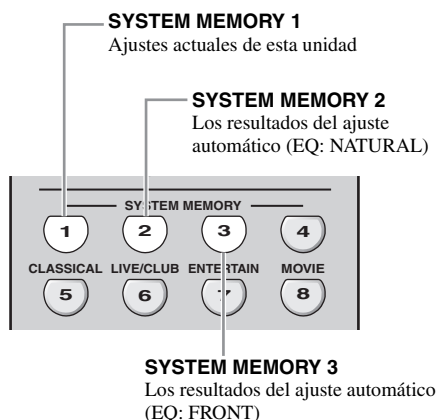 SYSTEM MEMORY 1
Ajustes actuales de esta unidad
SYSTEM MEMORY 2
Los resultados del ajuste
automático (EQ: NATURAL)
SYSTEM MEMORY
1 2 3 4
CLASSICAL LIVE/CLUB ENTERTAIN MOVIE
5 6 7 8
SYSTEM MEMORY 3
Los resultados del ajuste automático
(EQ: FRONT)